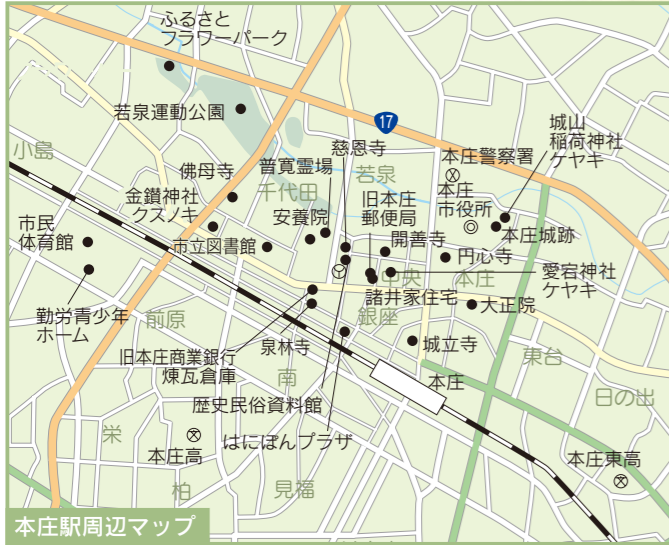 ふるさと
フラワーパーク
若泉運動公園
17
慈恩寺
城山
稲荷神社
ケヤキ
小島
佛母寺
普寛霊場
若泉
本庄警察署
金鑚神社
クスノキ
千代田
旧本庄
郵便局
本庄
市役所
安養院
開善寺
本庄城跡
市民
体育館
市立図書館
円心寺
中央
本庄
愛宕神社
ケヤキ
諸井家住宅
大正院
勤労青少年
ホーム
前原
銀座
旧本庄商業銀行
煉瓦倉庫
泉林寺
城立寺
東台
南
本庄
日の出
歴史民俗資料館
栄
本庄高
はにぽんプラザ
本庄東高
柏
見福
本庄駅周辺マップ